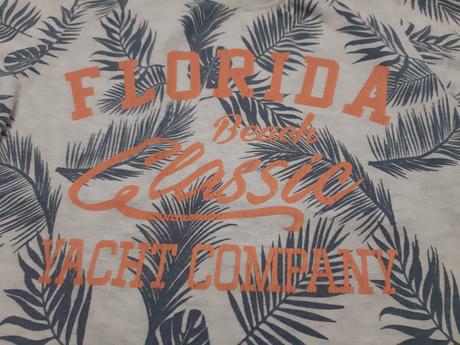 FLORIDA
Beach
Classic
YACHT COMPANY